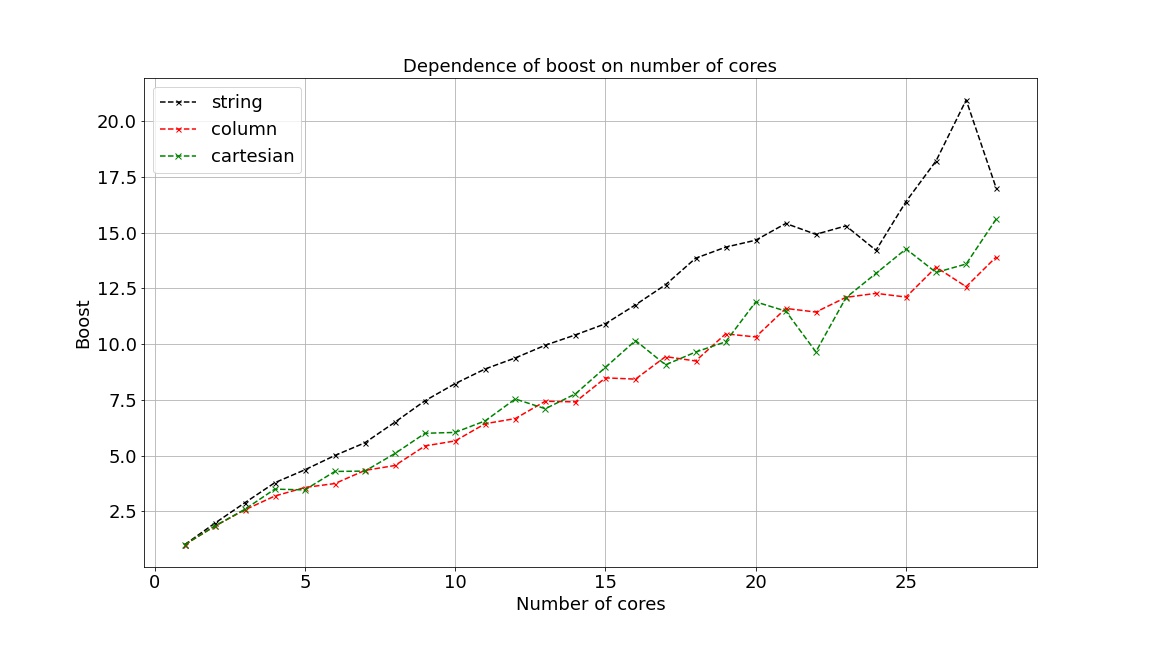 Dependence of boost on number of cores
string
column
cartesian
20.0
17.5
15.0
12.5
10.0
7.5
5.0
2.5
Boost
0 5 10 15 20 25
Number of cores